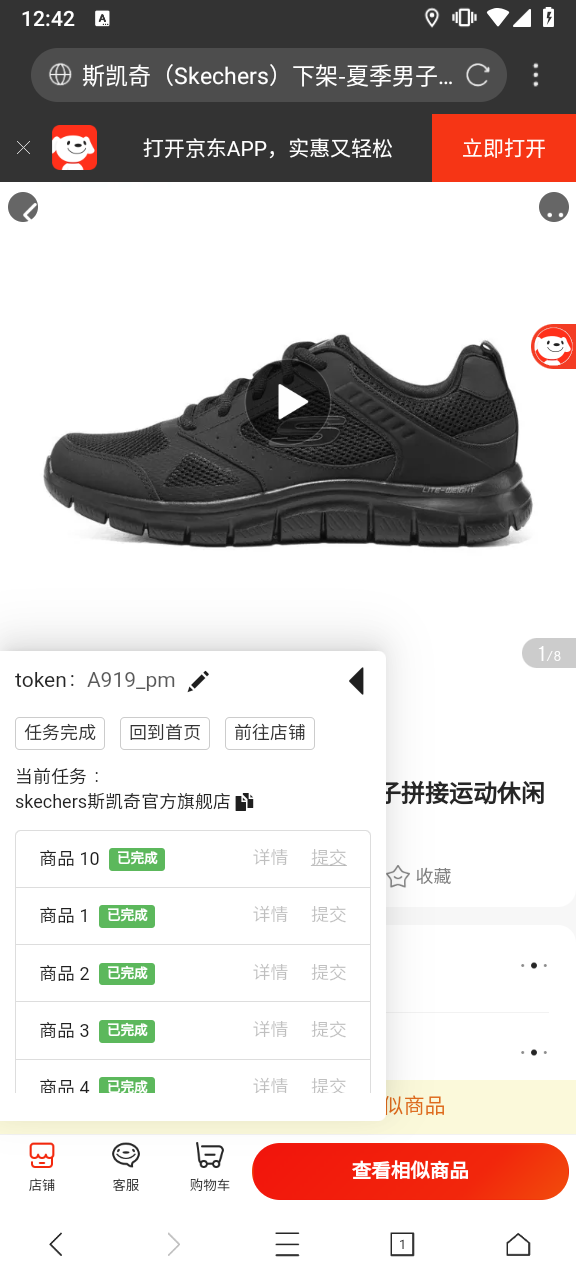 12:42
A
斯凯奇（Skechers）下架-夏季男子...
打开京东APP，实惠又轻松
立即打开
LITE-WEIGHT
1/8
token： A919_pm
任务完成
回到首页
前往店铺
当前任务：
skechers斯凯奇官方旗舰店
子拼接运动休闲
收藏
商品 10 已完成 详情 提交
商品 1 已完成 详情 提交
商品 2 已完成 详情 提交
商品 3 已完成 详情 提交
商品 4 已完成 详情 提交
似商品
店铺
客服
购物车
查看相似商品
1